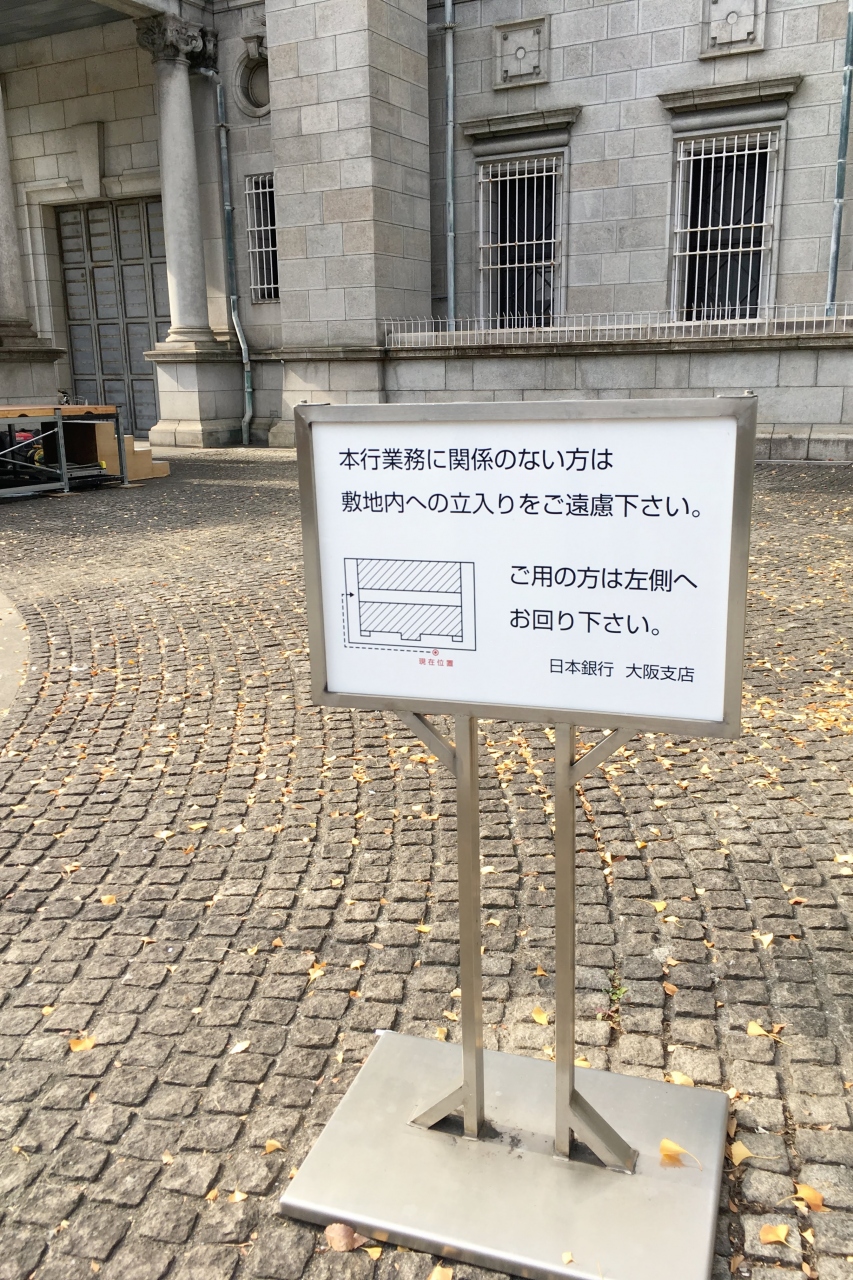 本行業務に関係のない方は
敷地内への立入りをご遠慮下さい。
ご用の方は左側へ
お回り下さい。
現在位置
日本銀行 大阪支店